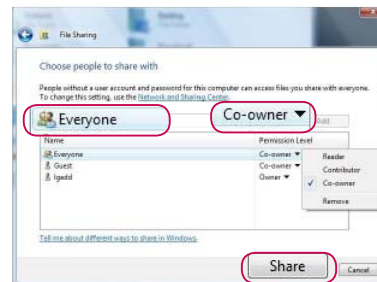 File Sharing
Choose people to share with
People without a user account and password for this computer can access files you share with everyone.
To change this setting, use the Network and Sharing Center.
Everyone
Co-owner
Add
Name
Permission Level
Everyone
Co-owner
Guest
Co-owner
lgedd
Owner
Reader
Contributor
Co-owner
Remove
Tell me about different ways to share in Windows.
Share
Cancel